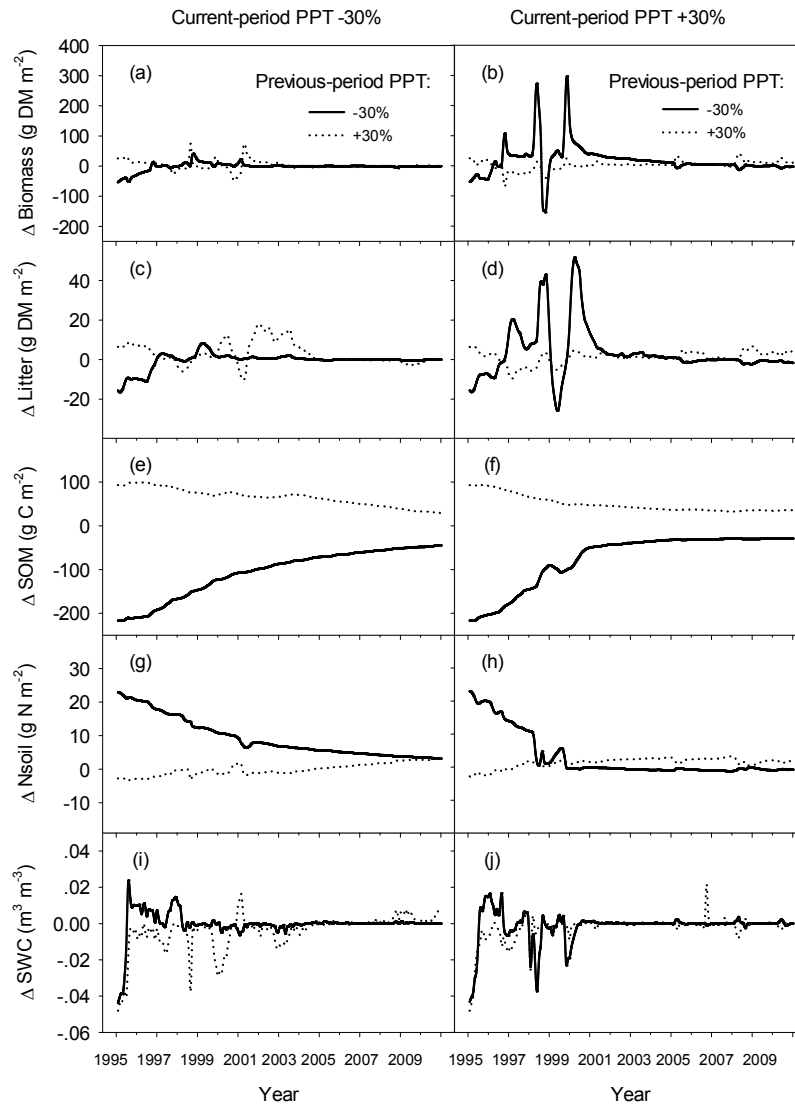 Current-period PPT -30%
Current-period PPT +30%
400
300
200
100
0
-100
-200
Δ Biomass (g DM m⁻²)
(a)
Previous-period PPT:
-30%
+30%
(b)
Previous-period PPT:
-30%
+30%
40
20
0
-20
Δ Litter (g DM m⁻²)
(c)
(d)
100
0
-100
-200
Δ SOM (g C m⁻²)
(e)
(f)
30
20
10
0
-10
Δ Nsoil (g N m⁻²)
(g)
(h)
.04
.02
0.00
-.02
-.04
-.06
Δ SWC (m³ m⁻³)
(i)
(j)
1995 1997 1999 2001 2003 2005 2007 2009
1995 1997 1999 2001 2003 2005 2007 2009
Year
Year